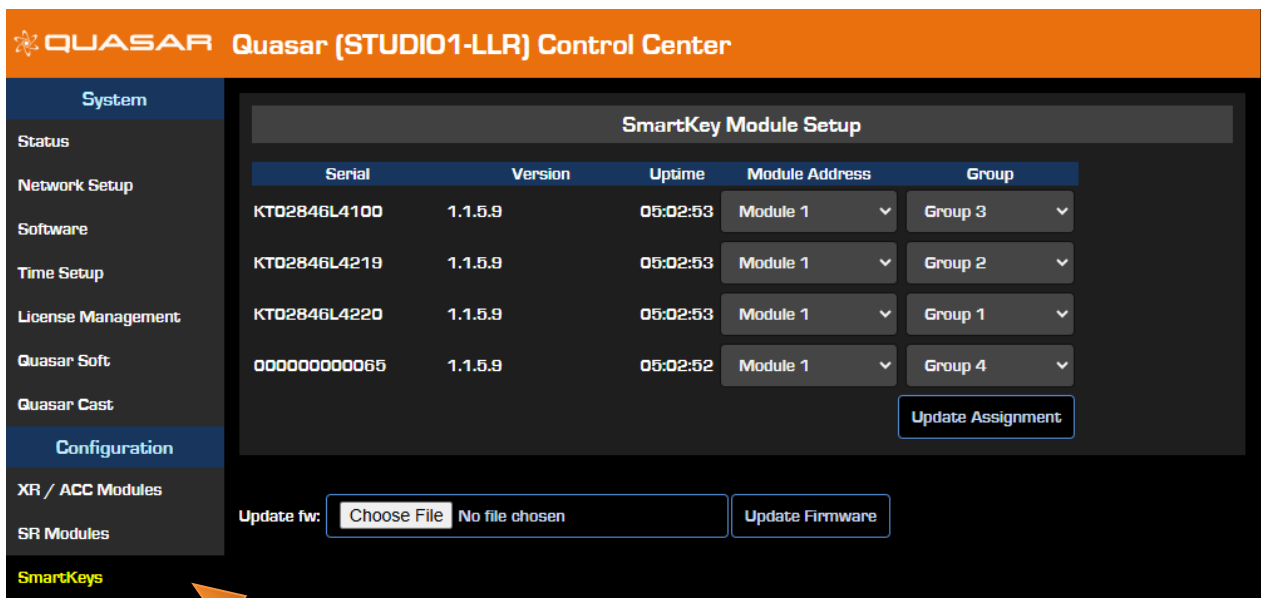 QUASAR Quasar (STUDIO1-LLR) Control Center
System
Status
Network Setup
Software
Time Setup
License Management
Quasar Soft
Quasar Cast
Configuration
XR / ACC Modules
SR Modules
SmartKeys
SmartKey Module Setup
Serial Version Uptime Module Address Group
KT02846L4100 1.1.5.9 05:02:53 Module 1 Group 3
KT02846L4219 1.1.5.9 05:02:53 Module 1 Group 2
KT02846L4220 1.1.5.9 05:02:53 Module 1 Group 1
000000000065 1.1.5.9 05:02:52 Module 1 Group 4
Update Assignment
Update fw: Choose File No file chosen Update Firmware